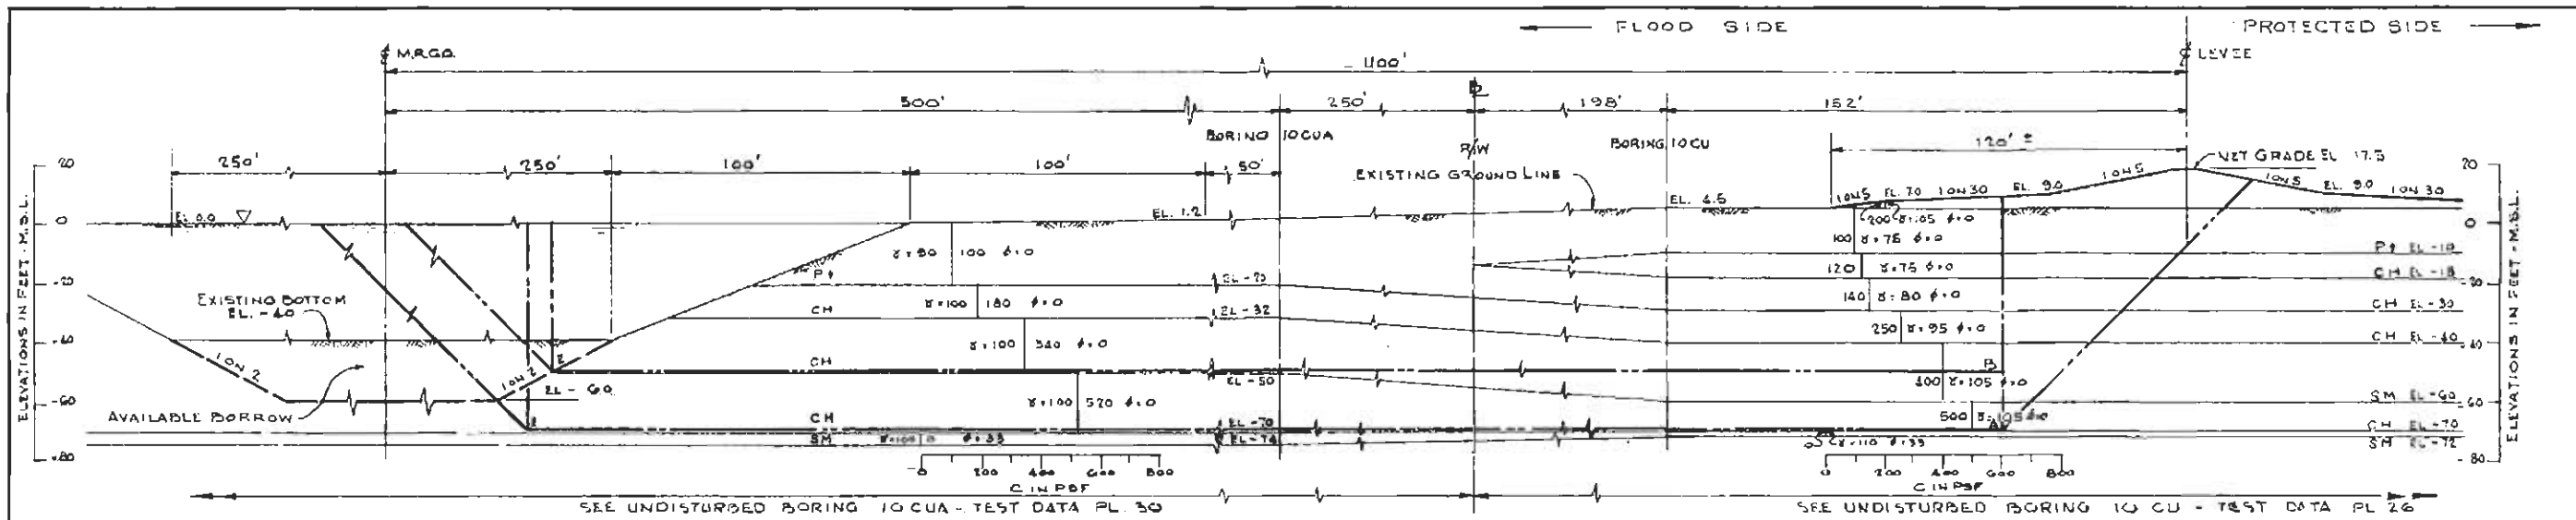 FLOOD SIDE
PROTECTED SIDE
℄ M.R.G.O.
1100'
℄ LEVEE
500'
250'
198'
152'
BORING 10CUA
R/W
BORING 10 CU
120' ±
NET GRADE EL 17.5
250'
250'
100'
100'
50'
EXISTING GROUND LINE
1 ON 5
EL. 7.0
1 ON 30
EL. 9.0
1 ON 5
1 ON 5
EL. 9.0
1 ON 30
20
0
-20
-40
-60
-80
ELEVATIONS IN FEET - M.S.L.
EL 0.0
EL. 1.2
EL. 4.5
200 γ=105 φ=0
100 γ=75 φ=0
120 γ=75 φ=0
140 γ=80 φ=0
250 γ=95 φ=0
400 γ=105 φ=0
500 γ=105 φ=0
γ=110 φ=33
γ=90 100 φ=0
Pt
γ=100 180 φ=0
CH
γ=100 340 φ=0
CH
γ=100 520 φ=0
CH
SM γ=100 0 φ=33
EL -32
EL -50
EL -70
EL -74
EXISTING BOTTOM
EL. -40
1 ON 2
1 ON 2
EL - 60
AVAILABLE BORROW
B
A
Pt EL -10
CH EL -18
CH EL -30
CH EL -40
SM EL -60
CH EL -70
SM EL -72
20
0
-20
-40
-60
-80
ELEVATIONS IN FEET - M.S.L.
0 200 400 600 800
C IN PSF
0 200 400 600 800
C IN PSF
SEE UNDISTURBED BORING 10 CUA - TEST DATA PL. 30
SEE UNDISTURBED BORING 10 CU - TEST DATA PL 26